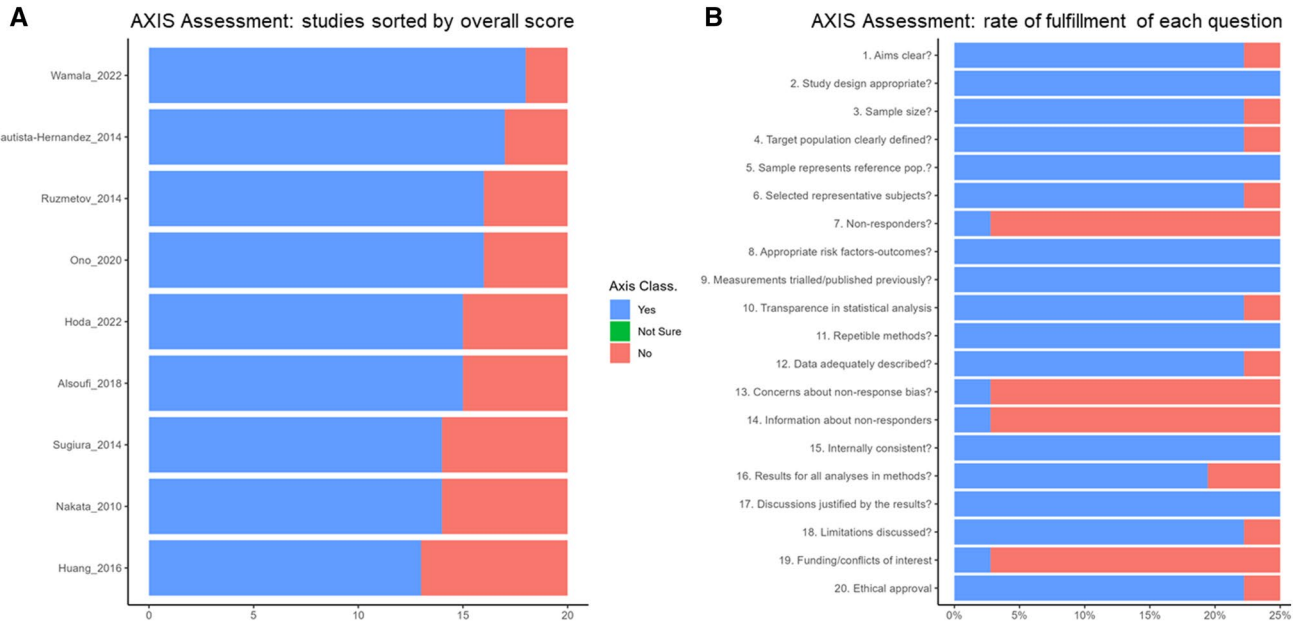 A
AXIS Assessment: studies sorted by overall score
Wamala_2022
autista-Hernandez_2014
Ruzmetov_2014
Ono_2020
Hoda_2022
Alsoufi_2018
Sugiura_2014
Nakata_2010
Huang_2016
0 5 10 15 20
Axis Class.
Yes
Not Sure
No
B
AXIS Assessment: rate of fulfillment of each question
1. Aims clear?
2. Study design appropriate?
3. Sample size?
4. Target population clearly defined?
5. Sample represents reference pop.?
6. Selected representative subjects?
7. Non-responders?
8. Appropriate risk factors-outcomes?
9. Measurements trialled/published previously?
10. Transparence in statistical analysis
11. Repetible methods?
12. Data adequately described?
13. Concerns about non-response bias?
14. Information about non-responders
15. Internally consistent?
16. Results for all analyses in methods?
17. Discussions justified by the results?
18. Limitations discussed?
19. Funding/conflicts of interest
20. Ethical approval
0% 5% 10% 15% 20% 25%